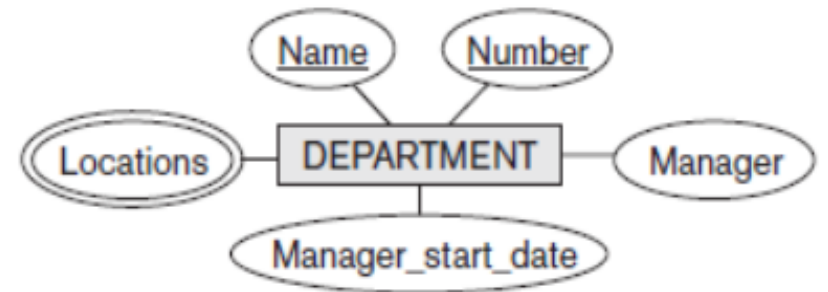 Name
Number
Locations
DEPARTMENT
Manager
Manager_start_date